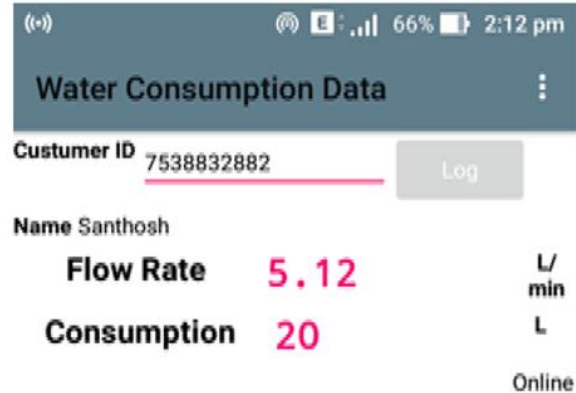 E 66% 2:12 pm
Water Consumption Data
Custumer ID 7538832882 Log
Name Santhosh
Flow Rate 5.12 L/
min
Consumption 20 L
Online